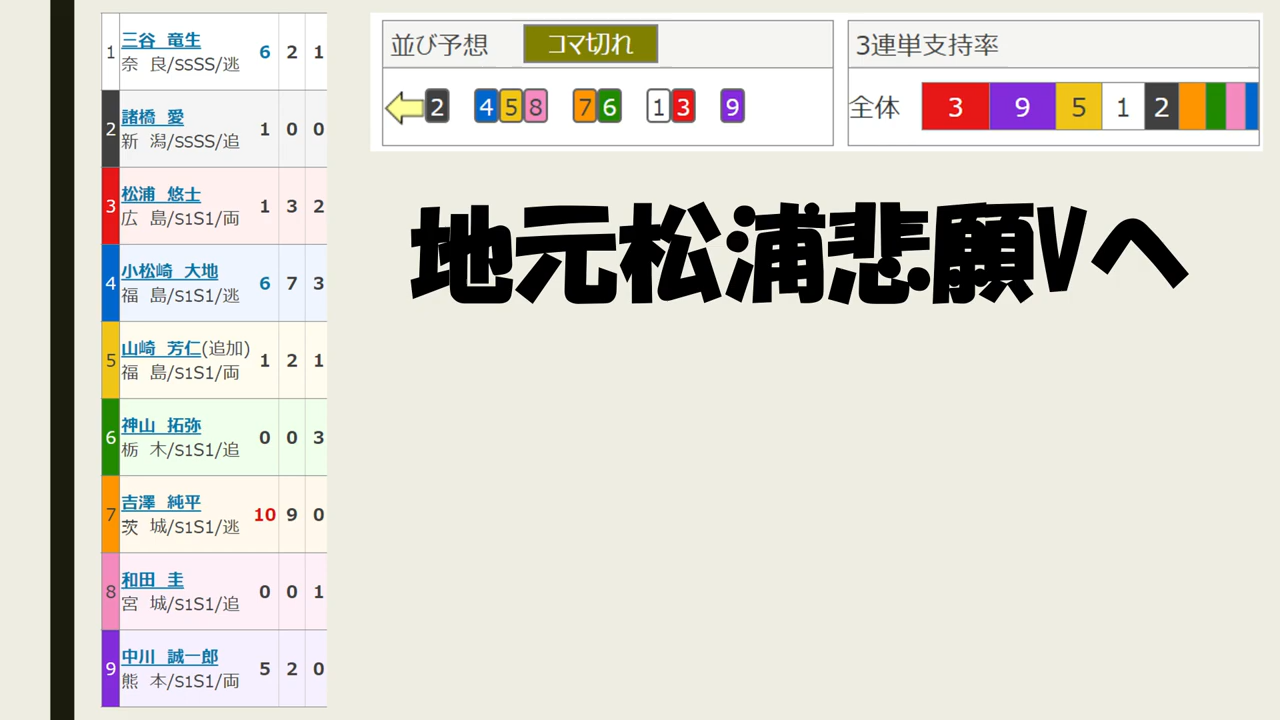 1 三谷 竜生 6 2 1
奈 良/SSSS/逃
2 諸橋 愛 1 0 0
新 潟/SSSS/追
3 松浦 悠士 1 3 2
広 島/S1S1/両
4 小松崎 大地 6 7 3
福 島/S1S1/逃
5 山崎 芳仁(追加) 1 2 1
福 島/S1S1/両
6 神山 拓弥 0 0 3
栃 木/S1S1/追
7 吉澤 純平 10 9 0
茨 城/S1S1/逃
8 和田 圭 0 0 1
宮 城/S1S1/追
9 中川 誠一郎 5 2 0
熊 本/S1S1/両
並び予想 コマ切れ
2 4 5 8 7 6 1 3 9
3連単支持率
全体 3 9 5 1 2
地元松浦悲願Vへ